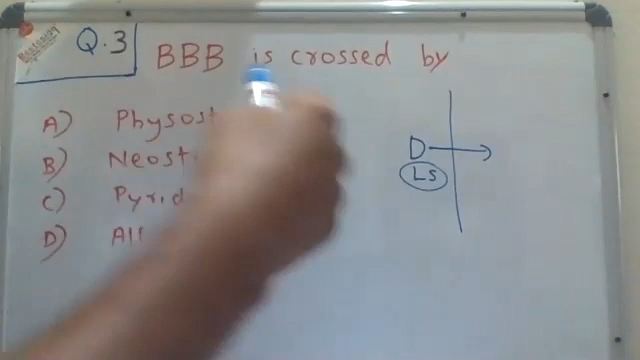 Q.3
BBB is crossed by
A) Physost
B) Neost
C) Pyrid
D) All
D
LS